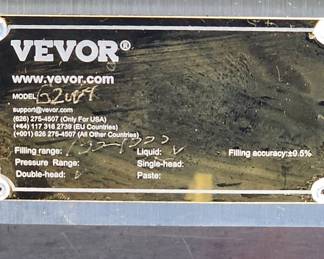 VEVOR®
www.vevor.com
MODEL:
support@vevor.com
(626) 275-4507 (Only For USA)
(+64) 117 316 2739 (EU Countries)
(+001) 626 275-4507 (All Other Countries)
Filling range: Liquid: √ Filling accuracy:±0.5%
Pressure Range: Single-head:
Double-head: √ Paste: